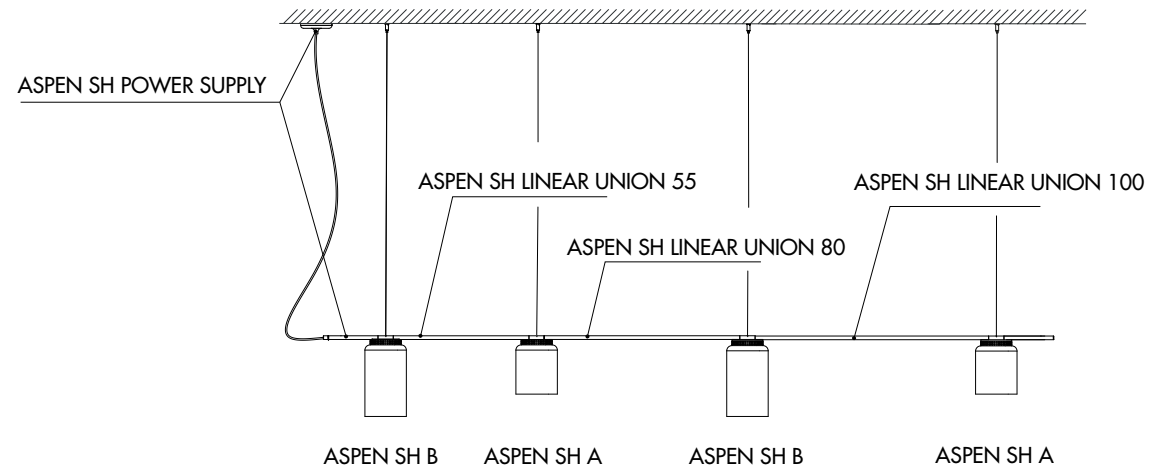 ASPEN SH POWER SUPPLY
ASPEN SH LINEAR UNION 55
ASPEN SH LINEAR UNION 100
ASPEN SH LINEAR UNION 80
ASPEN SH B
ASPEN SH A
ASPEN SH B
ASPEN SH A